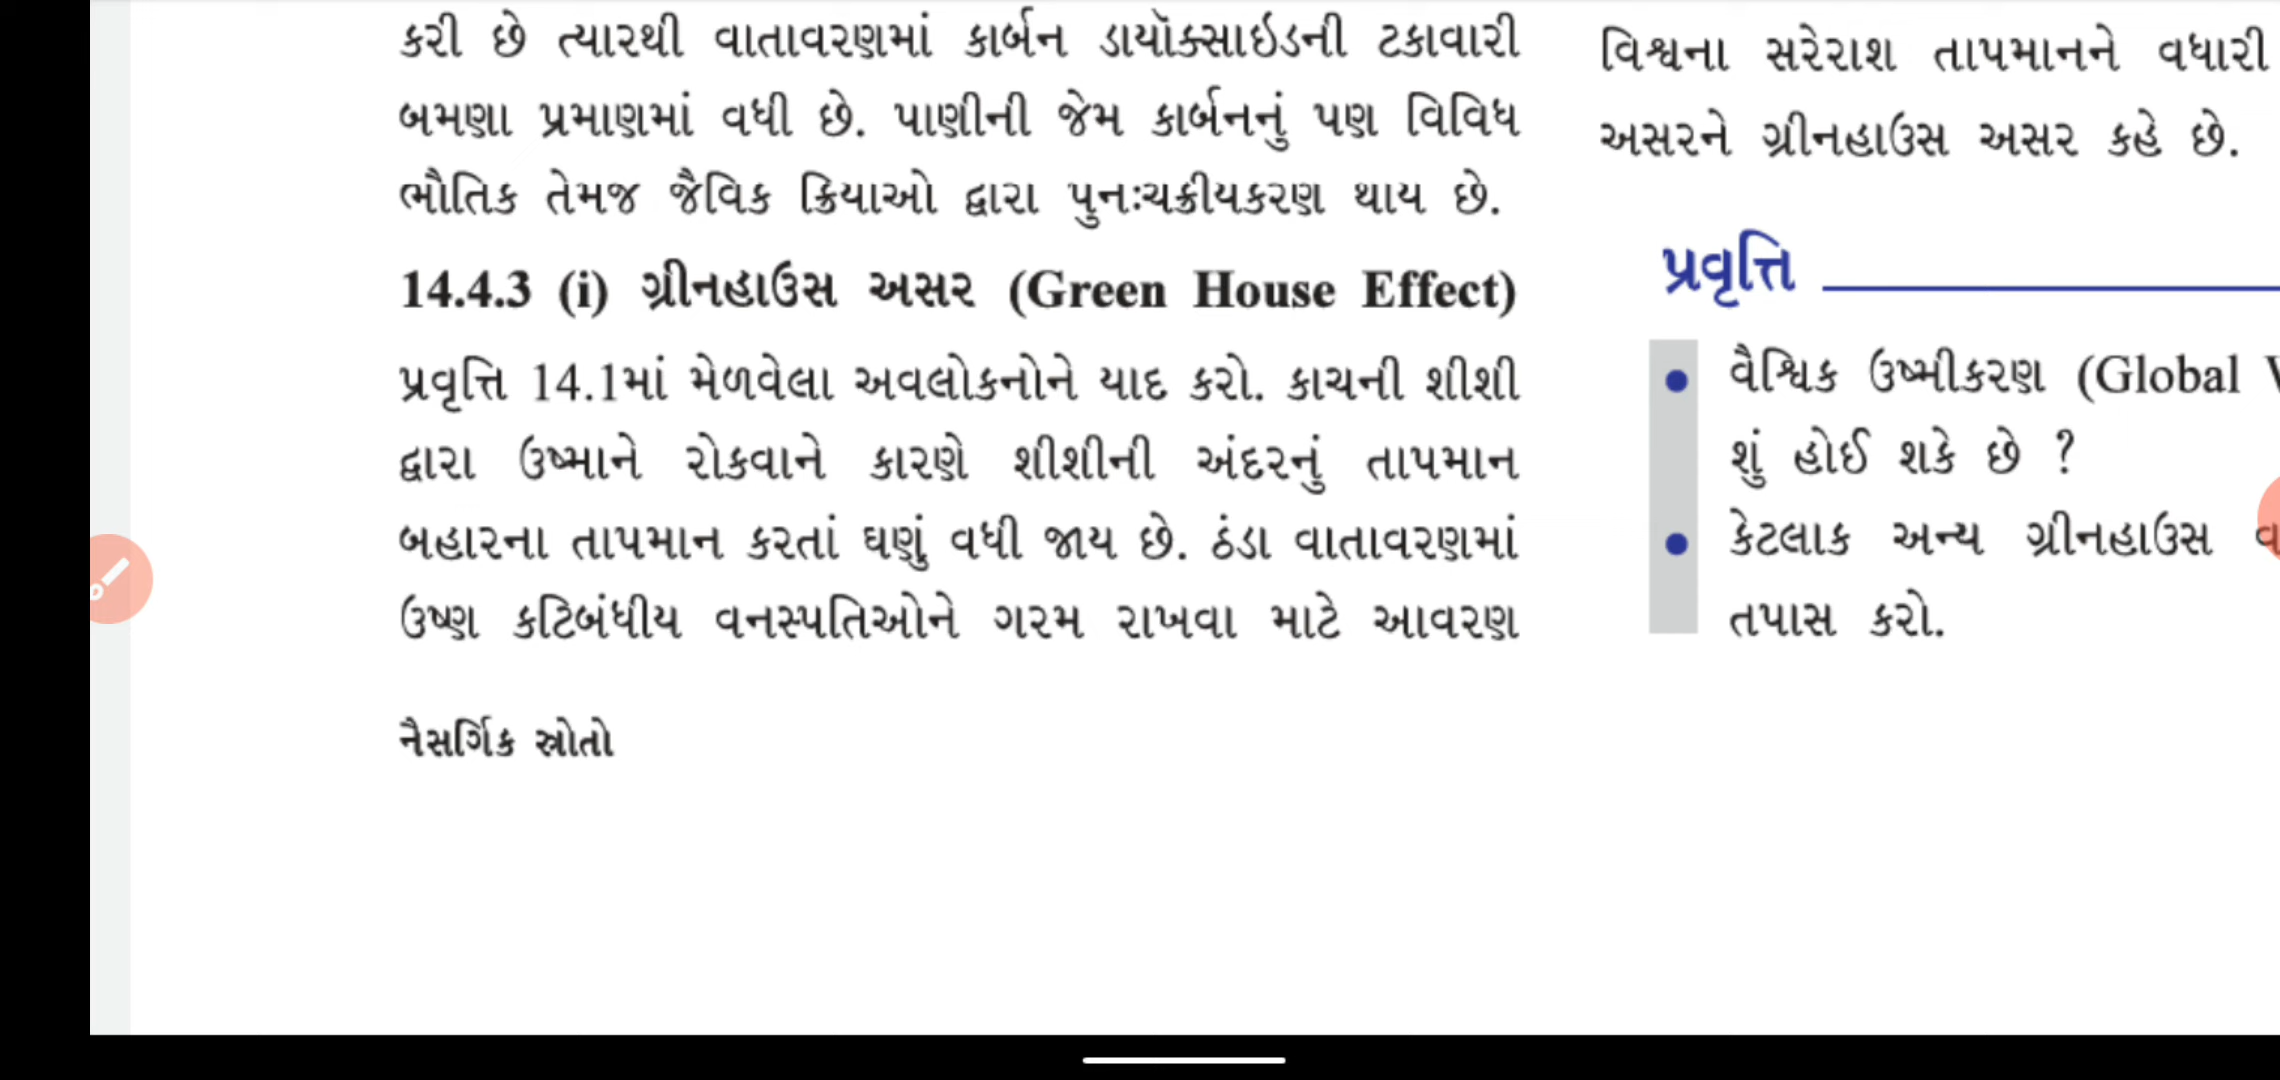 કરી છે ત્યારથી વાતાવરણમાં કાર્બન ડાયૉક્સાઇડની ટકાવારી
બમણા પ્રમાણમાં વધી છે. પાણીની જેમ કાર્બનનું પણ વિવિધ
ભૌતિક તેમજ જૈવિક ક્રિયાઓ દ્વારા પુનઃચક્રીયકરણ થાય છે.
14.4.3 (i) ગ્રીનહાઉસ અસર (Green House Effect)
પ્રવૃત્તિ 14.1માં મેળવેલા અવલોકનોને યાદ કરો. કાચની શીશી
દ્વારા ઉષ્માને રોકવાને કારણે શીશીની અંદરનું તાપમાન
બહારના તાપમાન કરતાં ઘણું વધી જાય છે. ઠંડા વાતાવરણમાં
ઉષ્ણ કટિબંધીય વનસ્પતિઓને ગરમ રાખવા માટે આવરણ
નૈસર્ગિક સ્રોતો
વિશ્વના સરેરાશ તાપમાનને વધારી
અસરને ગ્રીનહાઉસ અસર કહે છે.
પ્રવૃત્તિ
• વૈશ્વિક ઉષ્મીકરણ (Global
શું હોઈ શકે છે ?
• કેટલાક અન્ય ગ્રીનહાઉસ
તપાસ કરો.